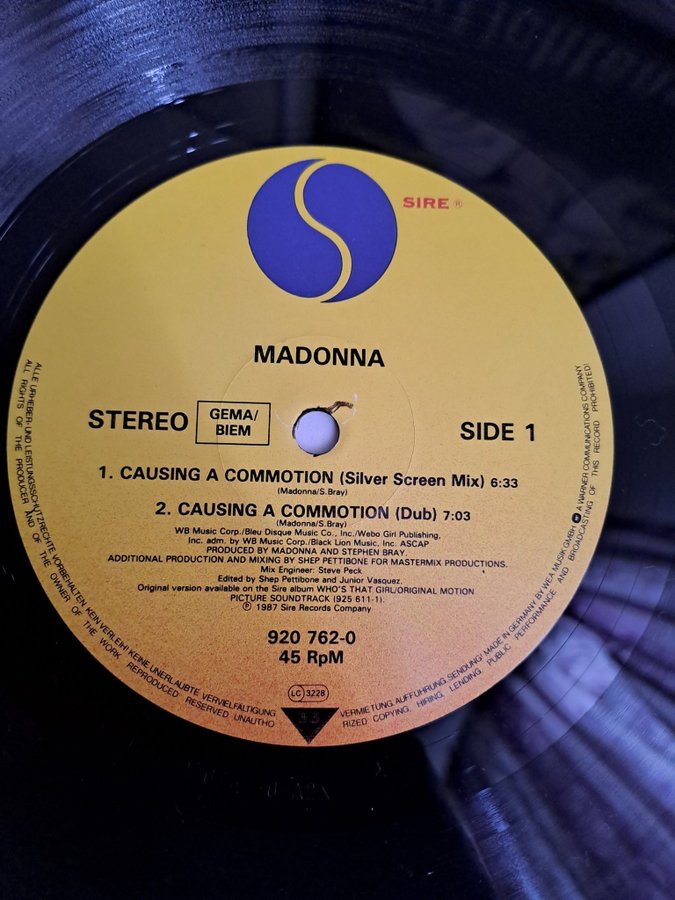 SIRE ®
MADONNA
STEREO
GEMA/
BIEM
SIDE 1
1. CAUSING A COMMOTION (Silver Screen Mix) 6:33
(Madonna/S.Bray)
2. CAUSING A COMMOTION (Dub) 7:03
(Madonna/S.Bray)
WB Music Corp./Bleu Disque Music Co., Inc./Webo Girl Publishing,
Inc. adm. by WB Music Corp./Black Lion Music, Inc. ASCAP
PRODUCED BY MADONNA AND STEPHEN BRAY.
ADDITIONAL PRODUCTION AND MIXING BY SHEP PETTIBONE FOR MASTERMIX PRODUCTIONS.
Mix Engineer: Steve Peck
Edited by Shep Pettibone and Junior Vasquez.
Original version available on the Sire album WHO'S THAT GIRL/ORIGINAL MOTION
PICTURE SOUNDTRACK (925 611-1).
℗ 1987 Sire Records Company
920 762-0
45 RpM
LC 3228
33
ALLE URHEBER- UND LEISTUNGSSCHUTZRECHTE VORBEHALTEN. KEIN VERLEIH! KEINE UNERLAUBTE VERVIELFÄLTIGUNG
VERMIETUNG, AUFFÜHRUNG, SENDUNG! MADE IN GERMANY BY WEA MUSIK GMBH A WARNER COMMUNICATIONS COMPANY
ALL RIGHTS OF THE PRODUCER AND OF THE OWNER OF THE WORK REPRODUCED RESERVED UNAUTHO
RIZED COPYING, HIRING, LENDING, PUBLIC PERFORMANCE AND BROADCASTING OF THIS RECORD PROHIBITED!